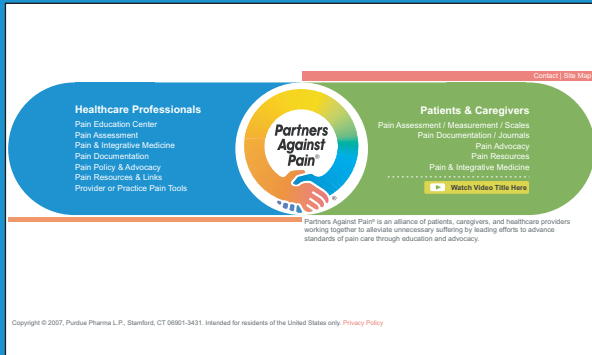 Contact | Site Map
Healthcare Professionals
Pain Education Center
Pain Assessment
Pain & Integrative Medicine
Pain Documentation
Pain Policy & Advocacy
Pain Resources & Links
Provider or Practice Pain Tools
Partners
Against
Pain®
®
Patients & Caregivers
Pain Assessment / Measurement / Scales
Pain Documentation / Journals
Pain Advocacy
Pain Resources
Pain & Integrative Medicine
Watch Video Title Here
Partners Against Pain® is an alliance of patients, caregivers, and healthcare providers
working together to alleviate unnecessary suffering by leading efforts to advance
standards of pain care through education and advocacy.
Copyright © 2007, Purdue Pharma L.P., Stamford, CT 06901-3431. Intended for residents of the United States only. Privacy Policy